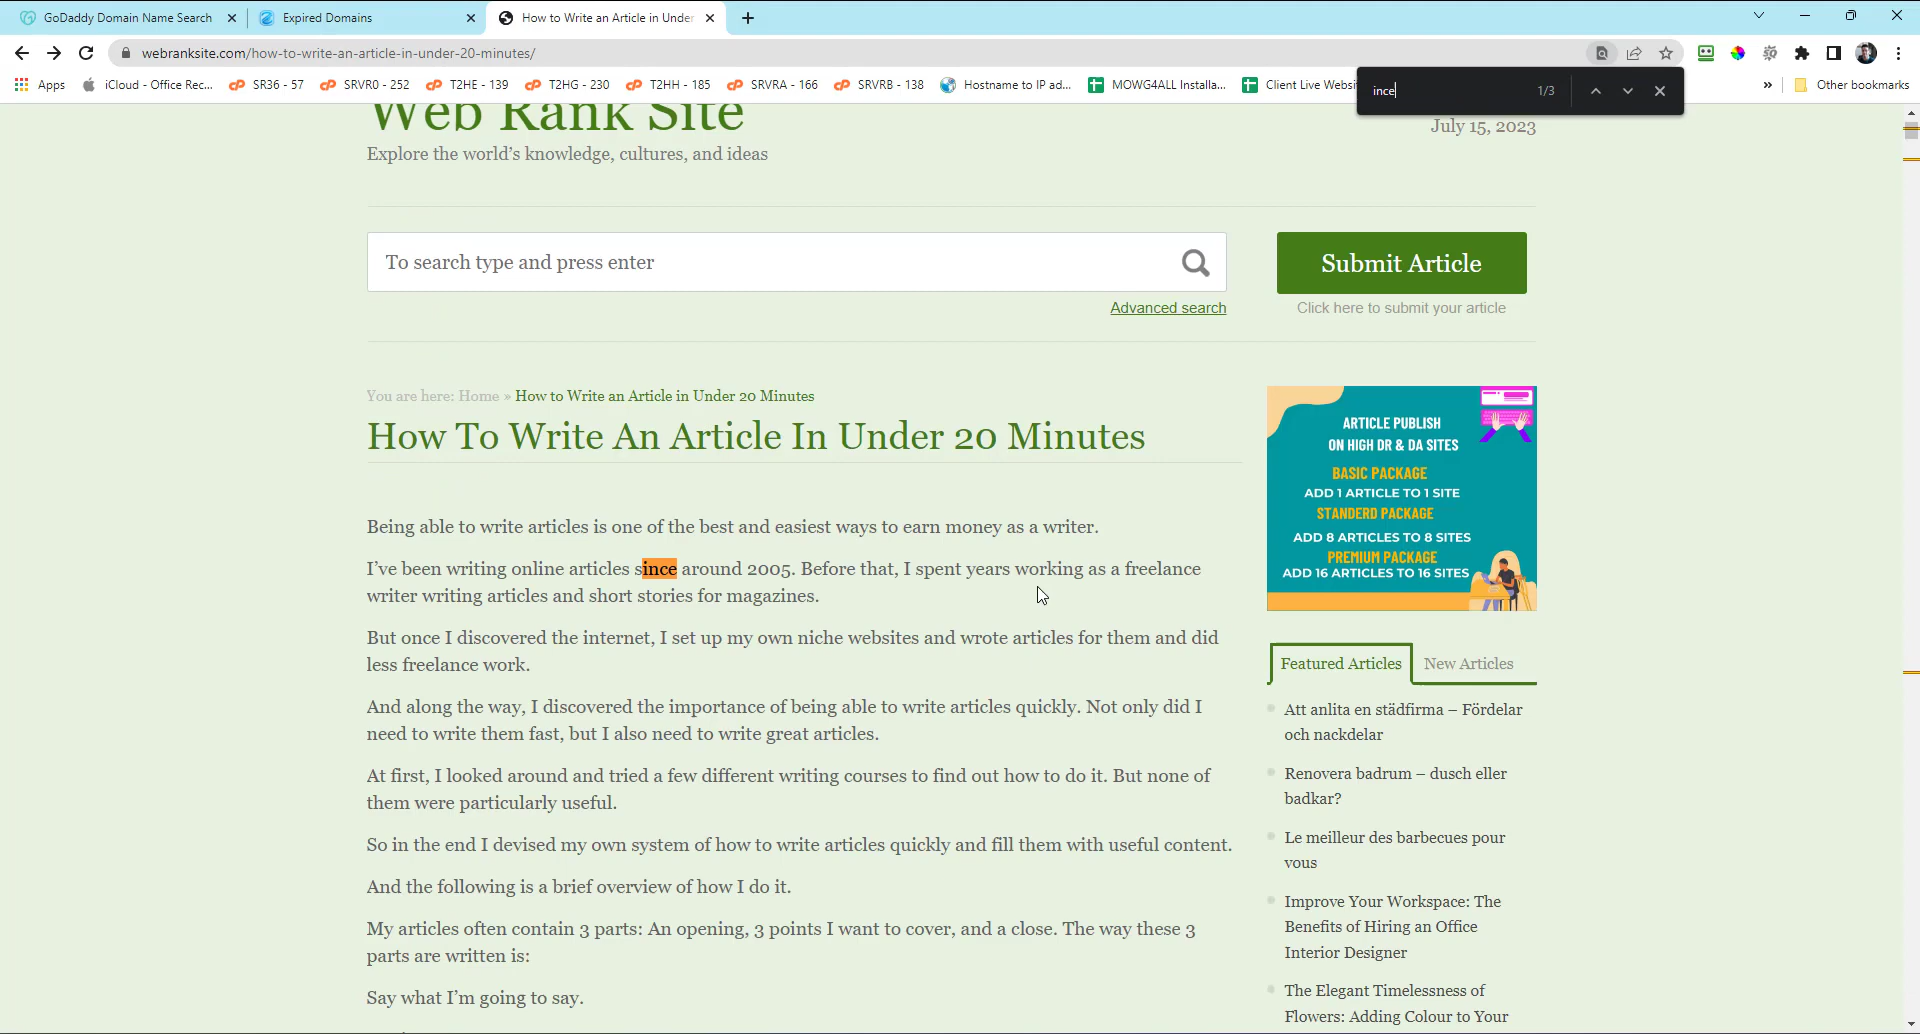 GoDaddy Domain Name Search
Expired Domains
How to Write an Article in Under
webranksite.com/how-to-write-an-article-in-under-20-minutes/
Apps
iCloud - Office Rec...
SR36 - 57
SRVR0 - 252
T2HE - 139
T2HG - 230
T2HH - 185
SRVRA - 166
SRVRB - 138
Hostname to IP ad...
MOWG4ALL Installa...
Client Live Websi
»
Other bookmarks
ince
1/3
Web Rank Site
July 15, 2023
Explore the world's knowledge, cultures, and ideas
To search type and press enter
Submit Article
Advanced search
Click here to submit your article
You are here: Home » How to Write an Article in Under 20 Minutes
How To Write An Article In Under 20 Minutes
Being able to write articles is one of the best and easiest ways to earn money as a writer.
I've been writing online articles since around 2005. Before that, I spent years working as a freelance
writer writing articles and short stories for magazines.
But once I discovered the internet, I set up my own niche websites and wrote articles for them and did
less freelance work.
And along the way, I discovered the importance of being able to write articles quickly. Not only did I
need to write them fast, but I also need to write great articles.
At first, I looked around and tried a few different writing courses to find out how to do it. But none of
them were particularly useful.
So in the end I devised my own system of how to write articles quickly and fill them with useful content.
And the following is a brief overview of how I do it.
My articles often contain 3 parts: An opening, 3 points I want to cover, and a close. The way these 3
parts are written is:
Say what I'm going to say.
ARTICLE PUBLISH
ON HIGH DR & DA SITES
BASIC PACKAGE
ADD 1 ARTICLE TO 1 SITE
STANDERD PACKAGE
ADD 8 ARTICLES TO 8 SITES
PREMIUM PACKAGE
ADD 16 ARTICLES TO 16 SITES
Featured Articles
New Articles
Att anlita en städfirma – Fördelar
och nackdelar
Renovera badrum – dusch eller
badkar?
Le meilleur des barbecues pour
vous
Improve Your Workspace: The
Benefits of Hiring an Office
Interior Designer
The Elegant Timelessness of
Flowers: Adding Colour to Your